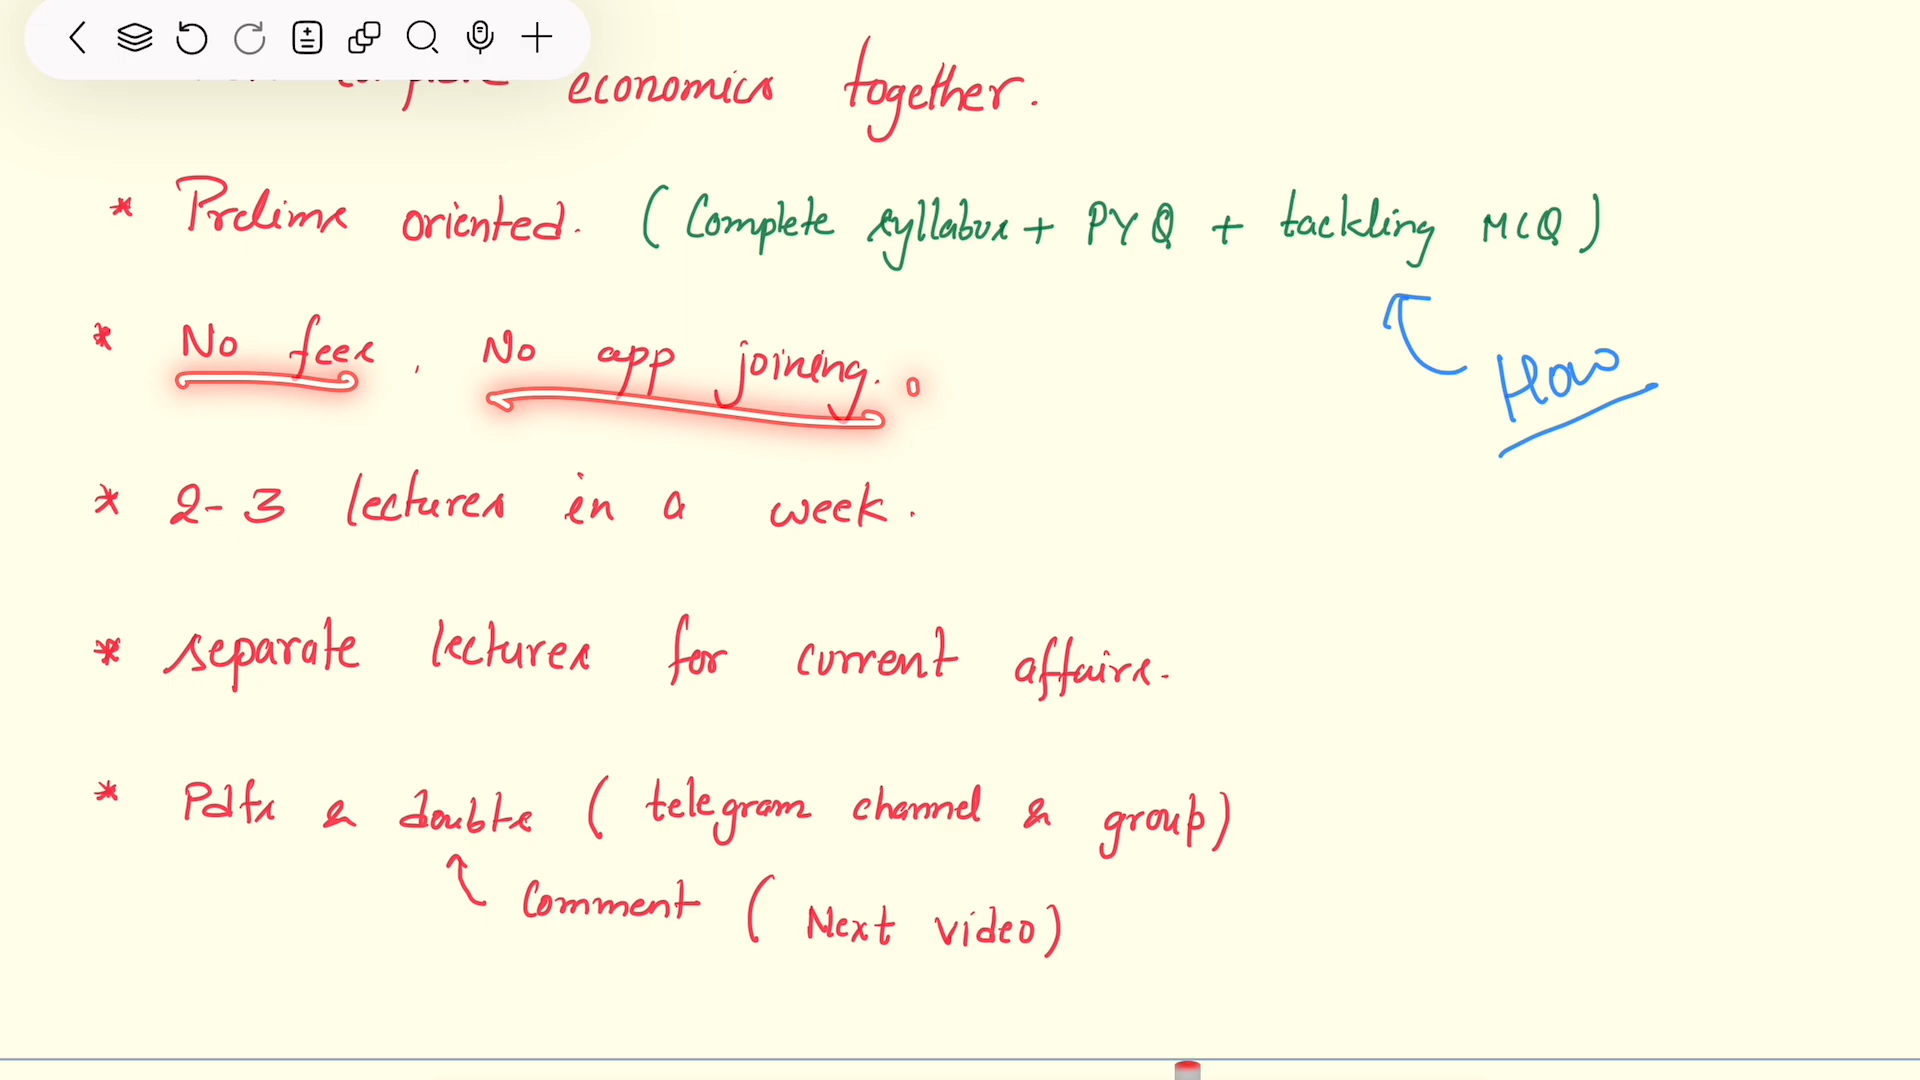 economics together.
* Prelims oriented. (Complete syllabus + PYQ + tackling MCQ)
How
* No fees. No app joining.
* 2-3 lectures in a week.
* separate lectures for current affairs.
* Pdfs & doubts (telegram channel & group)
Comment (Next video)